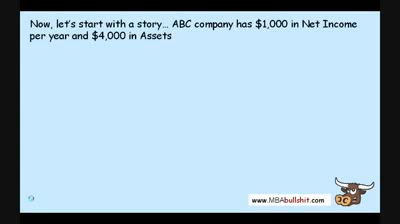 Now, let's start with a story... ABC company has $1,000 in Net Income
per year and $4,000 in Assets
www.MBAbullshit.com